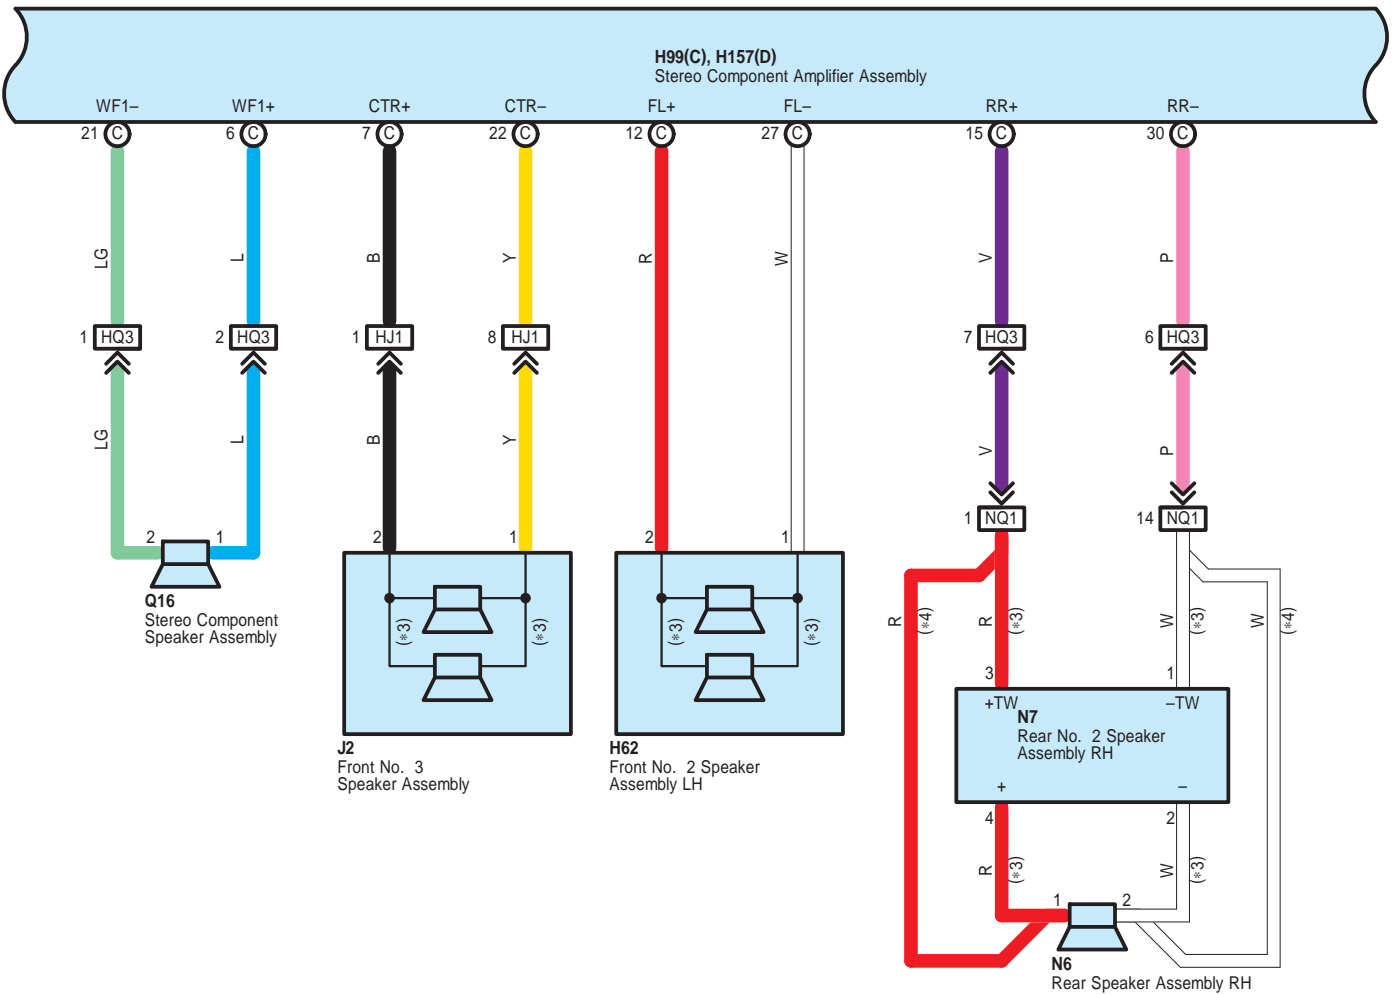 H99(C), H157(D)
Stereo Component Amplifier Assembly
WF1– WF1+ CTR+ CTR– FL+ FL– RR+ RR–
21 C 6 C 7 C 22 C 12 C 27 C 15 C 30 C
LG L B Y R W V P
1 HQ3 2 HQ3 1 HJ1 8 HJ1 7 HQ3 6 HQ3
LG L B Y V P
1 NQ1 14 NQ1
2 1 2 1 2 1
Q16
Stereo Component
Speaker Assembly
(*3) (*3) (*3) (*3)
R (*4) R (*3) W (*3) W (*4)
3 1
+TW –TW
N7
Rear No. 2 Speaker
Assembly RH
+ –
J2
Front No. 3
Speaker Assembly
H62
Front No. 2 Speaker
Assembly LH
4 2
R (*3) W (*3)
1 2
N6
Rear Speaker Assembly RH